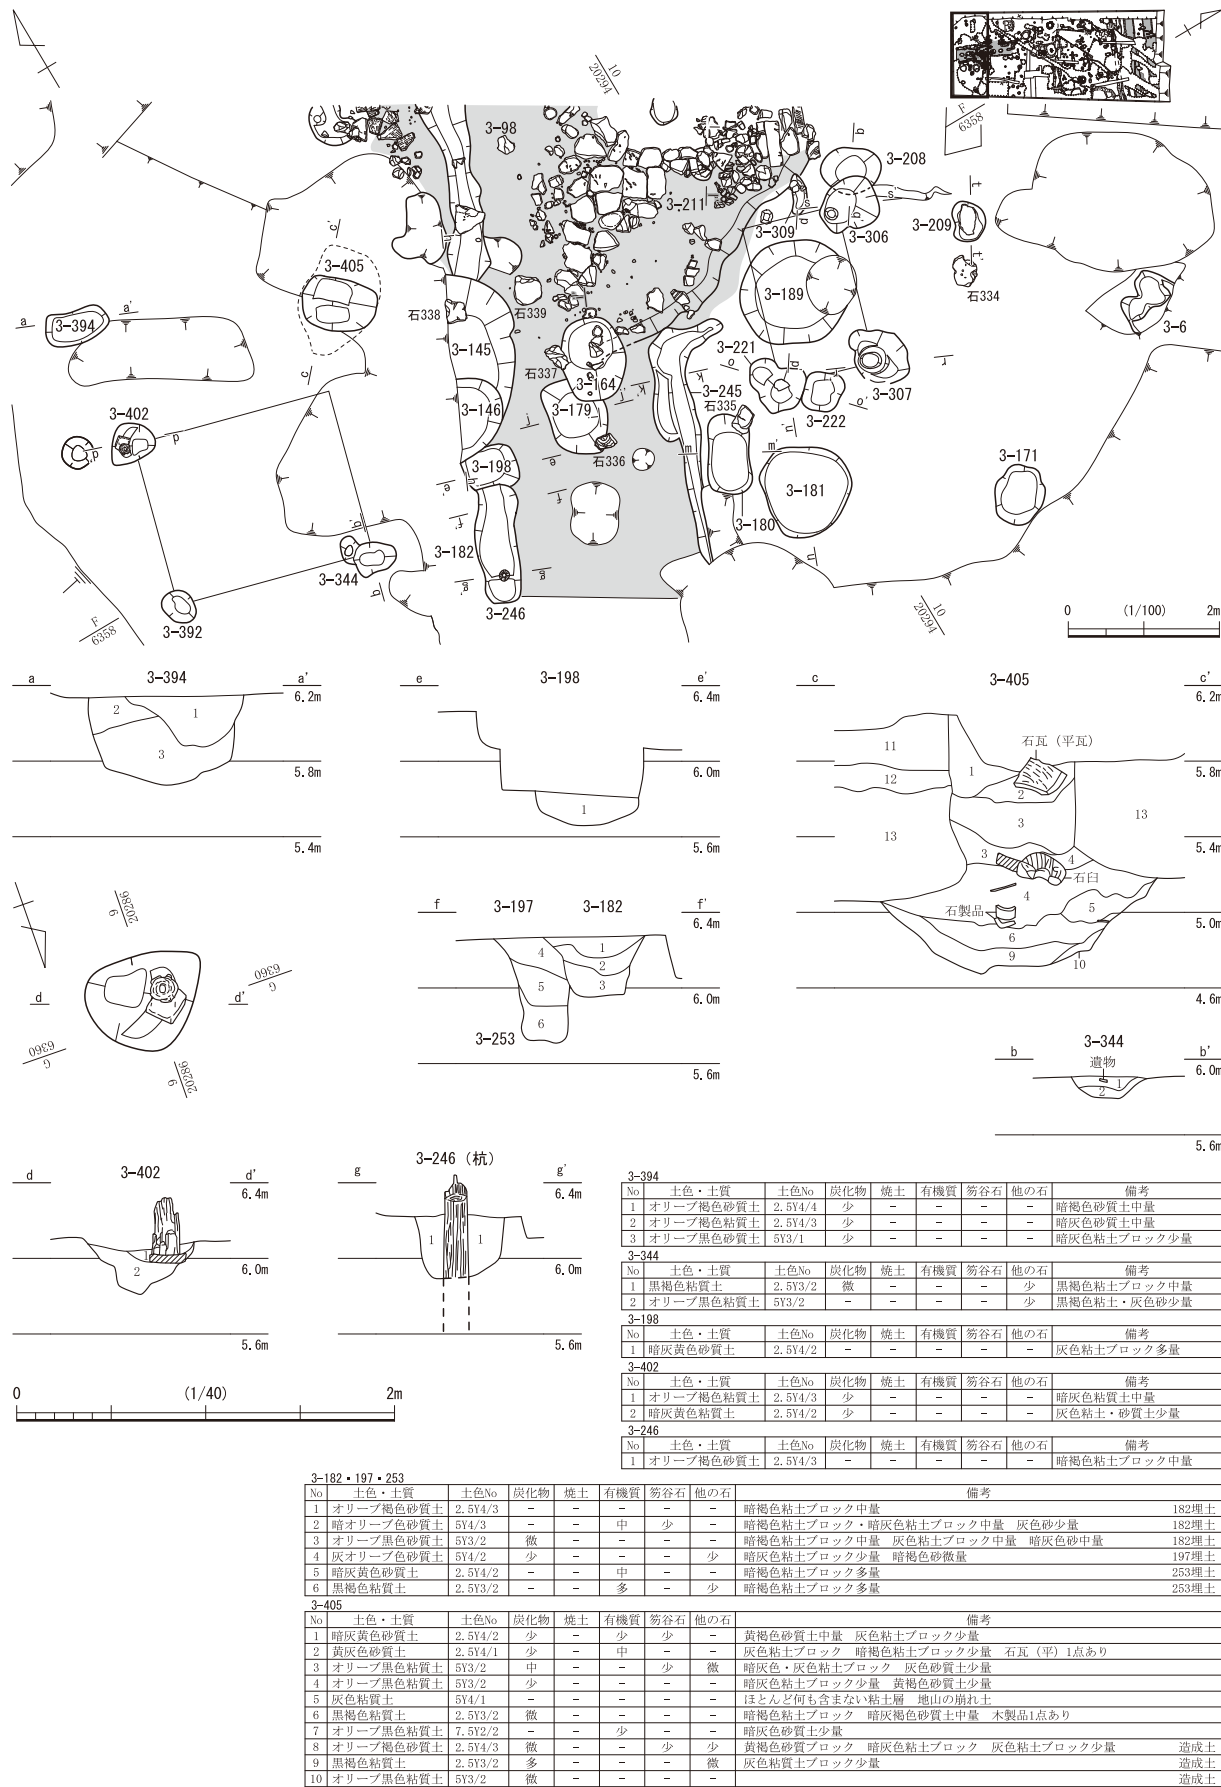 10
20294
F
6358
3-98
3-208
3-211
3-309
3-306
3-209
石334
3-405
3-189
3-6
3-394
a
a'
石338
石339
3-145
石337
3-221
3-164
3-245
3-307
3-402
3-146
3-179
石335
3-222
石336
3-198
3-171
3-181
3-180
3-182
3-344
3-246
3-392
F
6358
10
20294
0 (1/100) 2m
a 3-394 a'
6.2m
1
2
3
5.8m
5.4m
e 3-198 e'
6.4m
6.0m
1
5.6m
c 3-405 c'
6.2m
石瓦（平瓦）
11
12
1
2
5.8m
13
3
13
5.4m
3
4
石臼
4
石製品
5
5.0m
6
9
10
4.6m
f 3-197 3-182 f'
6.4m
1
4
2
5
3
6.0m
6
3-253
5.6m
20286
9
G
6360
d d'
G
6360
20286
9
b 3-344 b'
遺物
6.0m
1
2
5.6m
d 3-402 d'
6.4m
1
2
6.0m
5.6m
g 3-246（杭） g'
6.4m
1 1
6.0m
5.6m
0 (1/40) 2m
3-394
No 土色・土質 土色No 炭化物 焼土 有機質 笏谷石 他の石 備考
1 オリーブ褐色砂質土 2.5Y4/4 少 － － － － 暗褐色砂質土中量
2 オリーブ褐色粘質土 2.5Y4/3 少 － － － － 暗灰色砂質土中量
3 オリーブ黒色砂質土 5Y3/1 少 － － － － 暗灰色粘土ブロック少量
3-344
No 土色・土質 土色No 炭化物 焼土 有機質 笏谷石 他の石 備考
1 黒褐色粘質土 2.5Y3/2 微 － － － 少 黒褐色粘土ブロック中量
2 オリーブ黒色粘質土 5Y3/2 － － － － 少 黒褐色粘土・灰色砂少量
3-198
No 土色・土質 土色No 炭化物 焼土 有機質 笏谷石 他の石 備考
1 暗灰黄色砂質土 2.5Y4/2 － － － － － 灰色粘土ブロック多量
3-402
No 土色・土質 土色No 炭化物 焼土 有機質 笏谷石 他の石 備考
1 オリーブ褐色粘質土 2.5Y4/3 少 － － － － 暗灰色粘質土中量
2 暗灰黄色粘質土 2.5Y4/2 少 － － － － 灰色粘土・砂質土少量
3-246
No 土色・土質 土色No 炭化物 焼土 有機質 笏谷石 他の石 備考
1 オリーブ褐色砂質土 2.5Y4/3 － － － － － 暗褐色粘土ブロック中量
3-182・197・253
No 土色・土質 土色No 炭化物 焼土 有機質 笏谷石 他の石 備考
1 オリーブ褐色砂質土 2.5Y4/3 － － － － － 暗褐色粘土ブロック中量 182埋土
2 暗オリーブ色砂質土 5Y4/3 － － 中 少 － 暗褐色粘土ブロック・暗灰色粘土ブロック中量 灰色砂少量 182埋土
3 オリーブ黒色砂質土 5Y3/2 微 － － － － 暗褐色粘土ブロック中量 灰色粘土ブロック中量 暗灰色砂中量 182埋土
4 灰オリーブ色砂質土 5Y4/2 少 － － － 少 暗灰色粘土ブロック少量 暗褐色砂微量 197埋土
5 暗灰黄色砂質土 2.5Y4/2 － － 中 － － 暗褐色粘土ブロック多量 253埋土
6 黒褐色粘質土 2.5Y3/2 － － 多 － 少 暗褐色粘土ブロック多量 253埋土
3-405
No 土色・土質 土色No 炭化物 焼土 有機質 笏谷石 他の石 備考
1 暗灰黄色砂質土 2.5Y4/2 少 － 少 少 － 黄褐色砂質土中量 灰色粘土ブロック少量
2 黄灰色砂質土 2.5Y4/1 少 － 中 － － 灰色粘土ブロック 暗褐色粘土ブロック少量 石瓦（平）1点あり
3 オリーブ黒色粘質土 5Y3/2 中 － － 少 微 暗灰色・灰色粘土ブロック 灰色砂質土少量
4 オリーブ黒色粘質土 5Y3/2 少 － － － － 暗灰色粘土ブロック少量 黄褐色砂質土少量
5 灰色粘質土 5Y4/1 － － － － － ほとんど何も含まない粘土層 地山の崩れ土
6 黒褐色粘質土 2.5Y3/2 微 － － － － 暗褐色粘土ブロック 暗灰褐色砂質土中量 木製品1点あり
7 オリーブ黒色粘質土 7.5Y2/2 － － 少 － － 暗灰色砂質土少量
8 オリーブ褐色砂質土 2.5Y4/3 微 － － 少 少 黄褐色砂質ブロック 暗灰色粘土ブロック 灰色粘土ブロック少量 造成土
9 黒褐色粘質土 2.5Y3/2 多 － － － 微 灰色粘質土ブロック少量 造成土
10 オリーブ黒色粘質土 5Y3/2 微 － － － － 造成土